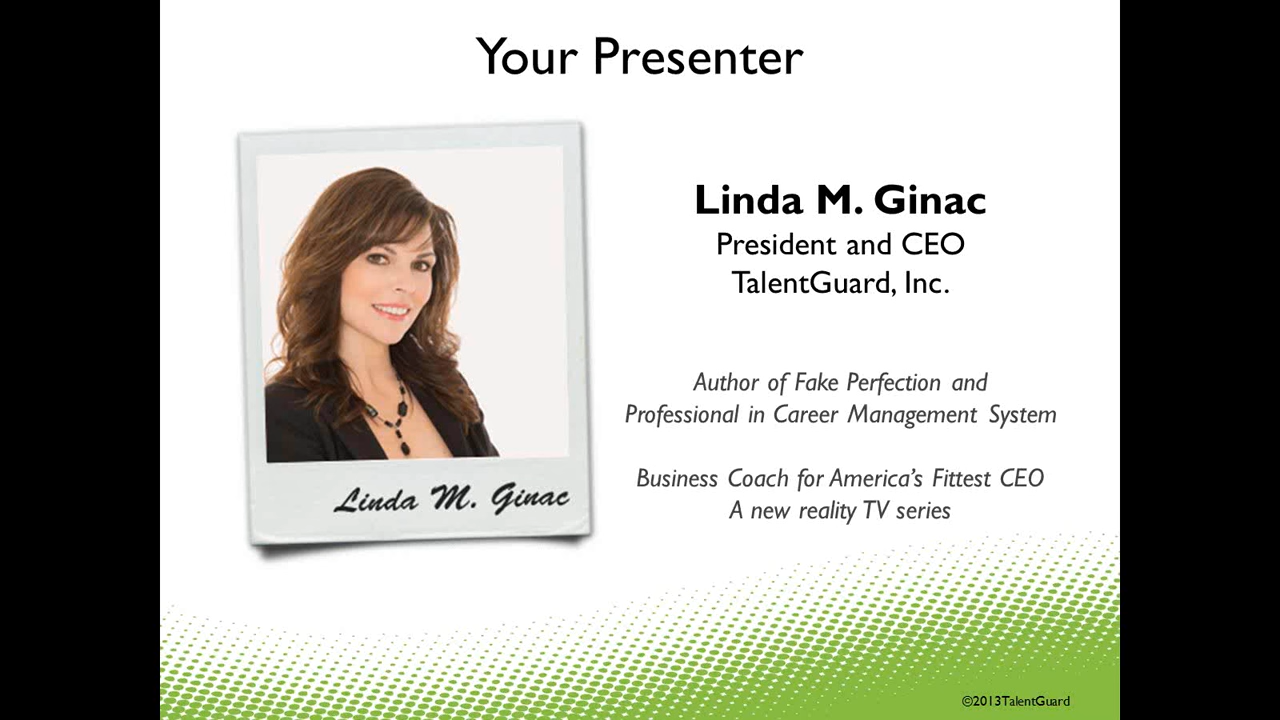 Your Presenter
Linda M. Ginac
President and CEO
TalentGuard, Inc.
Author of Fake Perfection and
Professional in Career Management System
Business Coach for America's Fittest CEO
A new reality TV series
Linda M. Ginac
©2013TalentGuard